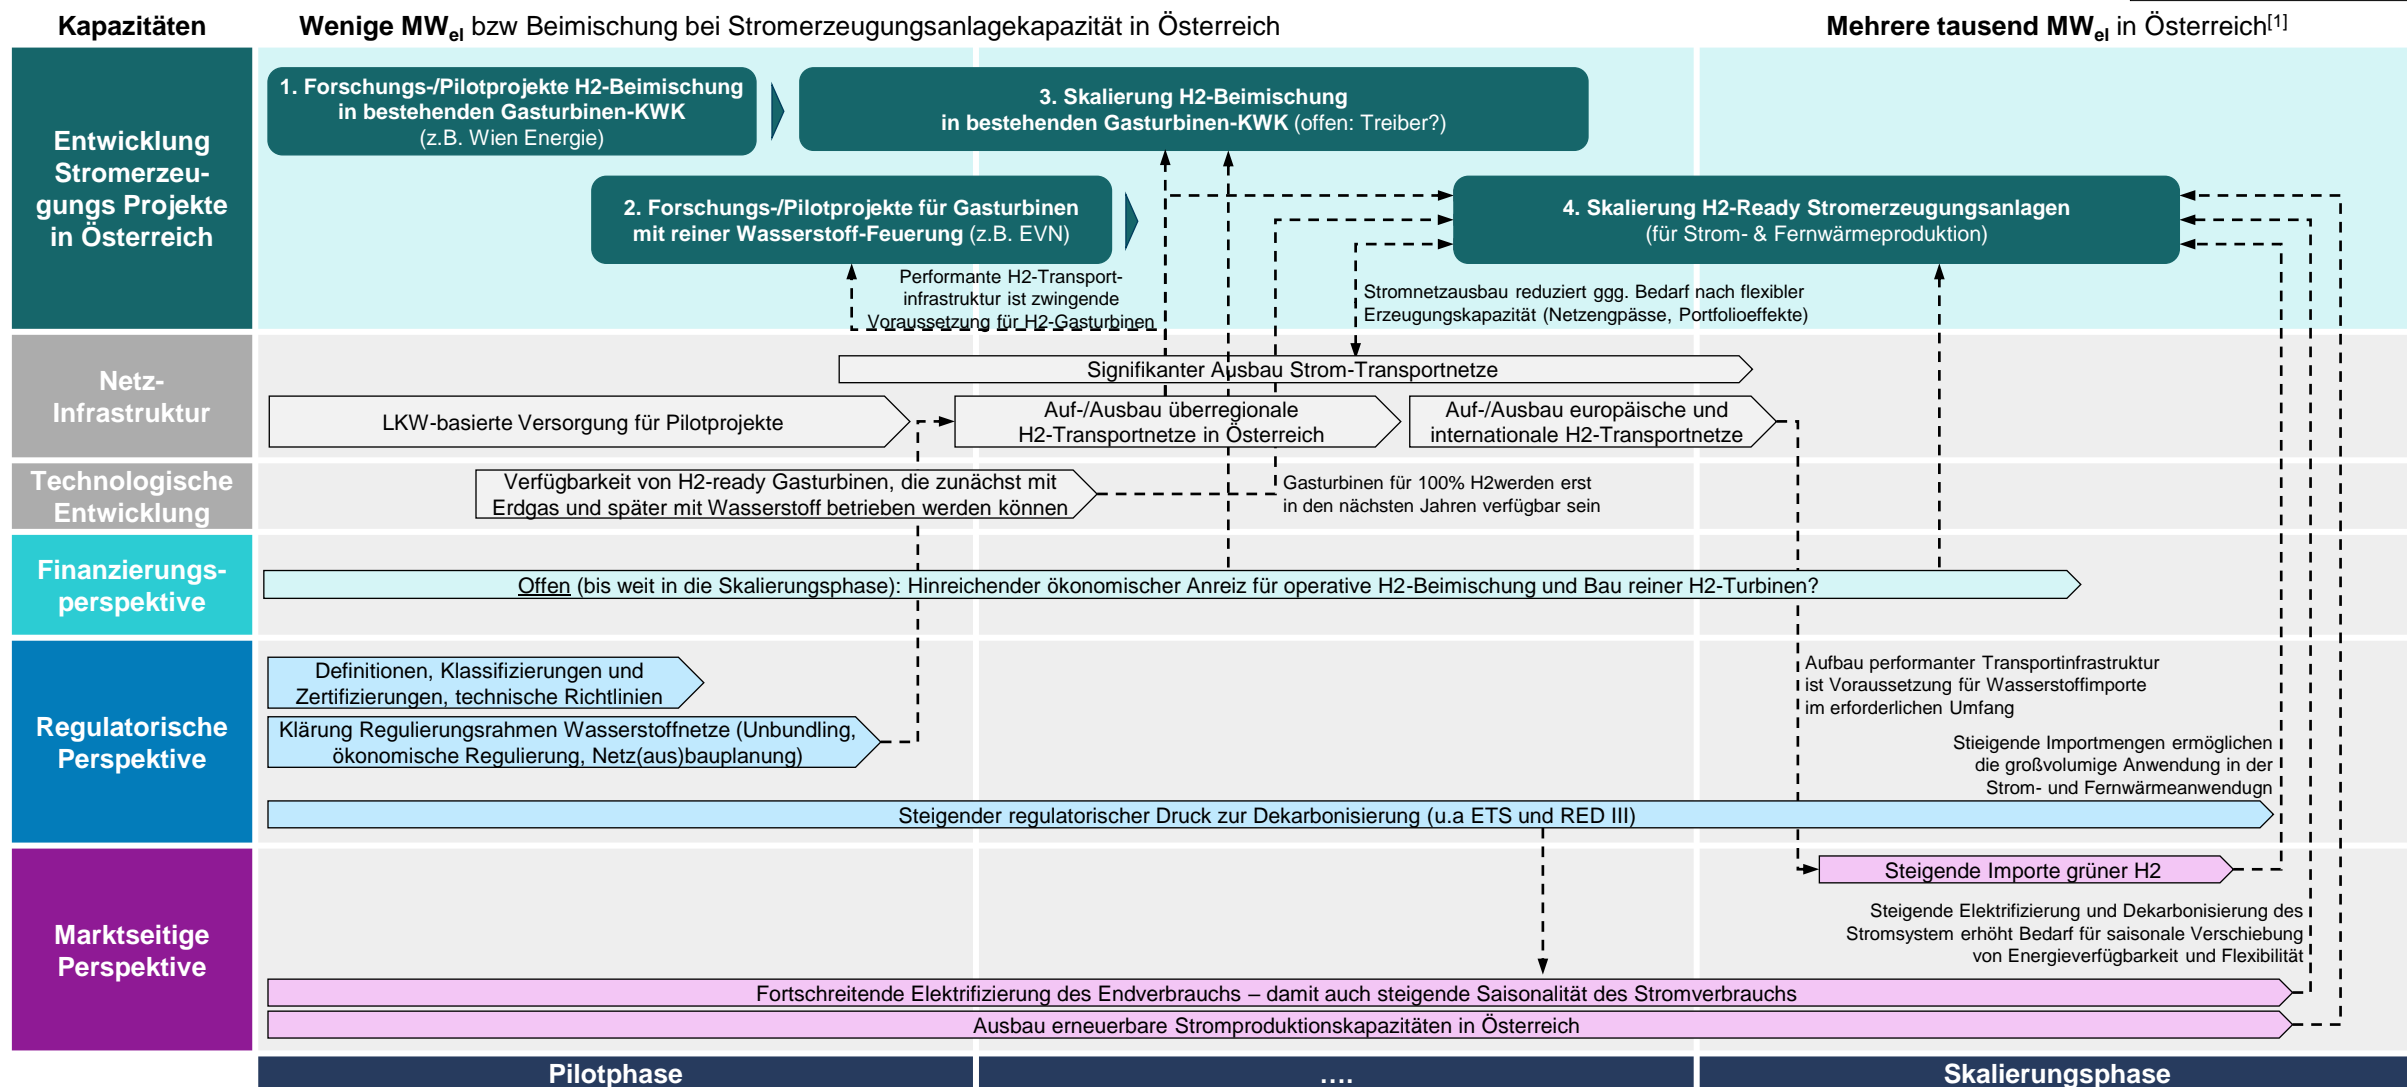 Kapazitäten
Wenige MWel bzw Beimischung bei Stromerzeugungsanlagekapazität in Österreich
Mehrere tausend MWel in Österreich[1]
Entwicklung
Stromerzeu-
gungs Projekte
in Österreich
1. Forschungs-/Pilotprojekte H2-Beimischung
in bestehenden Gasturbinen-KWK
(z.B. Wien Energie)
3. Skalierung H2-Beimischung
in bestehenden Gasturbinen-KWK (offen: Treiber?)
2. Forschungs-/Pilotprojekte für Gasturbinen
mit reiner Wasserstoff-Feuerung (z.B. EVN)
4. Skalierung H2-Ready Stromerzeugungsanlagen
(für Strom- & Fernwärmeproduktion)
Performante H2-Transport-
infrastruktur ist zwingende
Voraussetzung für H2-Gasturbinen
Stromnetzausbau reduziert ggg. Bedarf nach flexibler
Erzeugungskapazität (Netzengpässe, Portfolioeffekte)
Netz-
Infrastruktur
Signifikanter Ausbau Strom-Transportnetze
LKW-basierte Versorgung für Pilotprojekte
Auf-/Ausbau überregionale
H2-Transportnetze in Österreich
Auf-/Ausbau europäische und
internationale H2-Transportnetze
Technologische
Entwicklung
Verfügbarkeit von H2-ready Gasturbinen, die zunächst mit
Erdgas und später mit Wasserstoff betrieben werden können
Gasturbinen für 100% H2werden erst
in den nächsten Jahren verfügbar sein
Finanzierungs-
perspektive
Offen (bis weit in die Skalierungsphase): Hinreichender ökonomischer Anreiz für operative H2-Beimischung und Bau reiner H2-Turbinen?
Regulatorische
Perspektive
Definitionen, Klassifizierungen und
Zertifizierungen, technische Richtlinien
Klärung Regulierungsrahmen Wasserstoffnetze (Unbundling,
ökonomische Regulierung, Netz(aus)bauplanung)
Aufbau performanter Transportinfrastruktur
ist Voraussetzung für Wasserstoffimporte
im erforderlichen Umfang
Stieigende Importmengen ermöglichen
die großvolumige Anwendung in der
Strom- und Fernwärmeanwendugn
Steigender regulatorischer Druck zur Dekarbonisierung (u.a ETS und RED III)
Marktseitige
Perspektive
Steigende Importe grüner H2
Steigende Elektrifizierung und Dekarbonisierung des
Stromsystem erhöht Bedarf für saisonale Verschiebung
von Energieverfügbarkeit und Flexibilität
Fortschreitende Elektrifizierung des Endverbrauchs – damit auch steigende Saisonalität des Stromverbrauchs
Ausbau erneuerbare Stromproduktionskapazitäten in Österreich
Pilotphase
....
Skalierungsphase